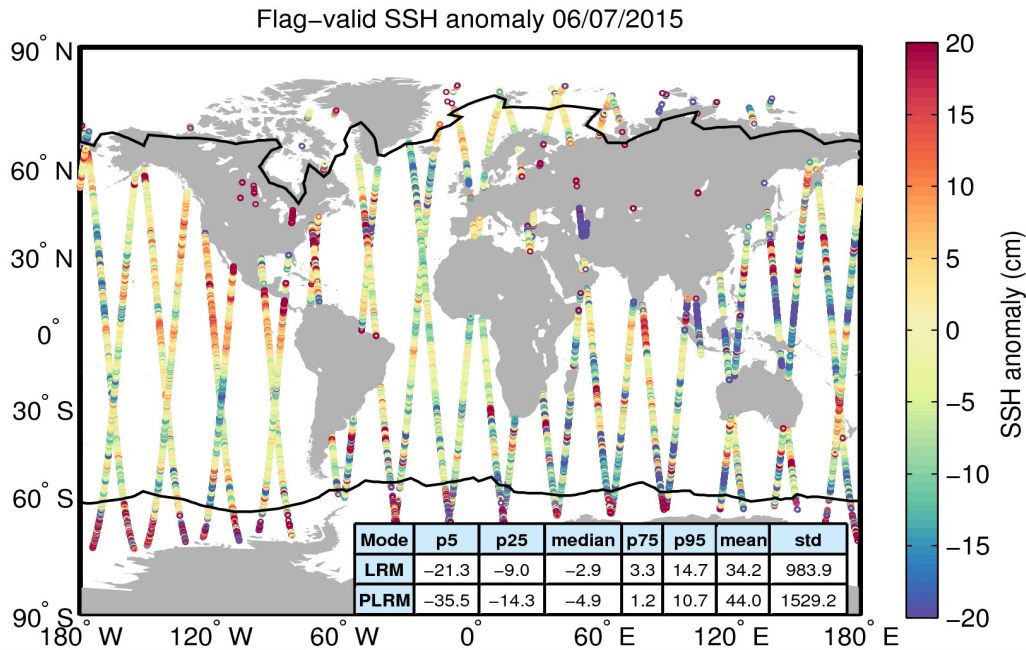 Flag−valid SSH anomaly 06/07/2015
90° N
60° N
30° N
0°
30° S
60° S
90° S
180° W 120° W 60° W 0° 60° E 120° E 180° E
Mode p5 p25 median p75 p95 mean std
LRM −21.3 −9.0 −2.9 3.3 14.7 34.2 983.9
PLRM −35.5 −14.3 −4.9 1.2 10.7 44.0 1529.2
20
15
10
5
0
−5
−10
−15
−20
SSH anomaly (cm)